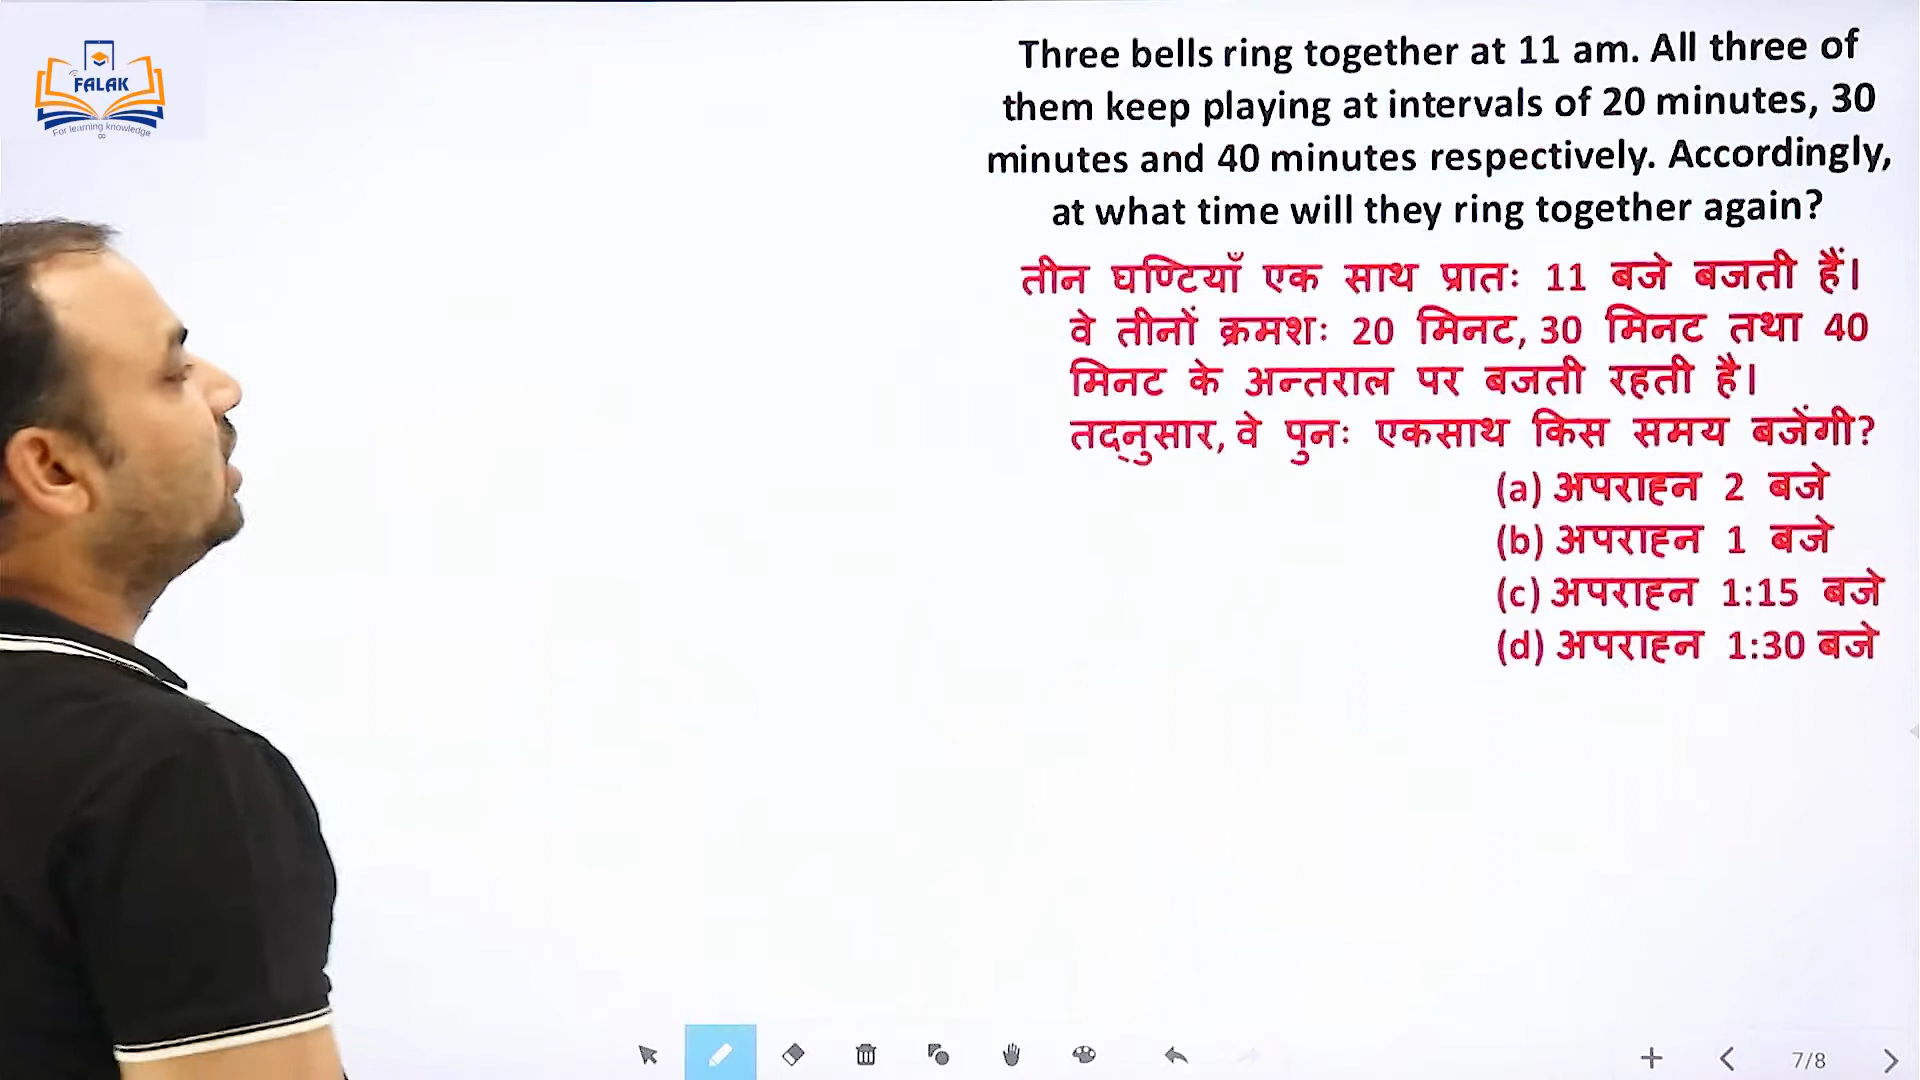 FALAK
For learning knowledge
Three bells ring together at 11 am. All three of
them keep playing at intervals of 20 minutes, 30
minutes and 40 minutes respectively. Accordingly,
at what time will they ring together again?
तीन घण्टियाँ एक साथ प्रातः 11 बजे बजती हैं।
वे तीनों क्रमशः 20 मिनट, 30 मिनट तथा 40
मिनट के अन्तराल पर बजती रहती है।
तद्नुसार, वे पुनः एकसाथ किस समय बजेंगी?
(a) अपराह्न 2 बजे
(b) अपराह्न 1 बजे
(c) अपराह्न 1:15 बजे
(d) अपराह्न 1:30 बजे
7/8